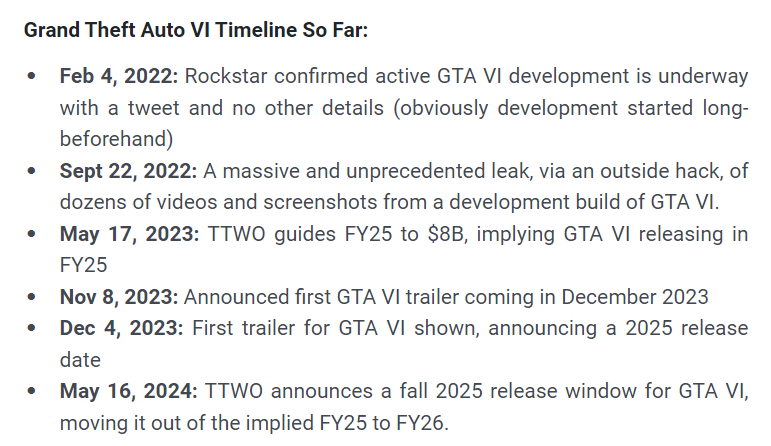 Grand Theft Auto VI Timeline So Far:
• Feb 4, 2022: Rockstar confirmed active GTA VI development is underway
with a tweet and no other details (obviously development started long-
beforehand)
• Sept 22, 2022: A massive and unprecedented leak, via an outside hack, of
dozens of videos and screenshots from a development build of GTA VI.
• May 17, 2023: TTWO guides FY25 to $8B, implying GTA VI releasing in
FY25
• Nov 8, 2023: Announced first GTA VI trailer coming in December 2023
• Dec 4, 2023: First trailer for GTA VI shown, announcing a 2025 release
date
• May 16, 2024: TTWO announces a fall 2025 release window for GTA VI,
moving it out of the implied FY25 to FY26.